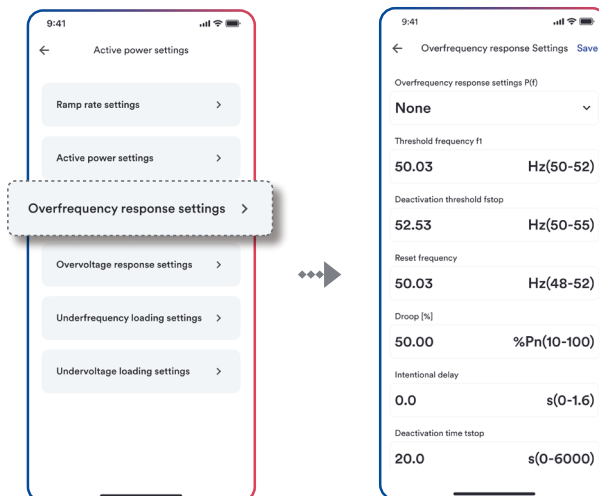 9:41
Active power settings
Ramp rate settings
Active power settings
Overfrequency response settings
Overvoltage response settings
Underfrequency loading settings
Undervoltage loading settings
9:41
Overfrequency response Settings Save
Overfrequency response settings P(f)
None
Threshold frequency f1
50.03 Hz(50-52)
Deactivation threshold fstop
52.53 Hz(50-55)
Reset frequency
50.03 Hz(48-52)
Droop [%]
50.00 %Pn(10-100)
Intentional delay
0.0 s(0-1.6)
Deactivation time tstop
20.0 s(0-6000)